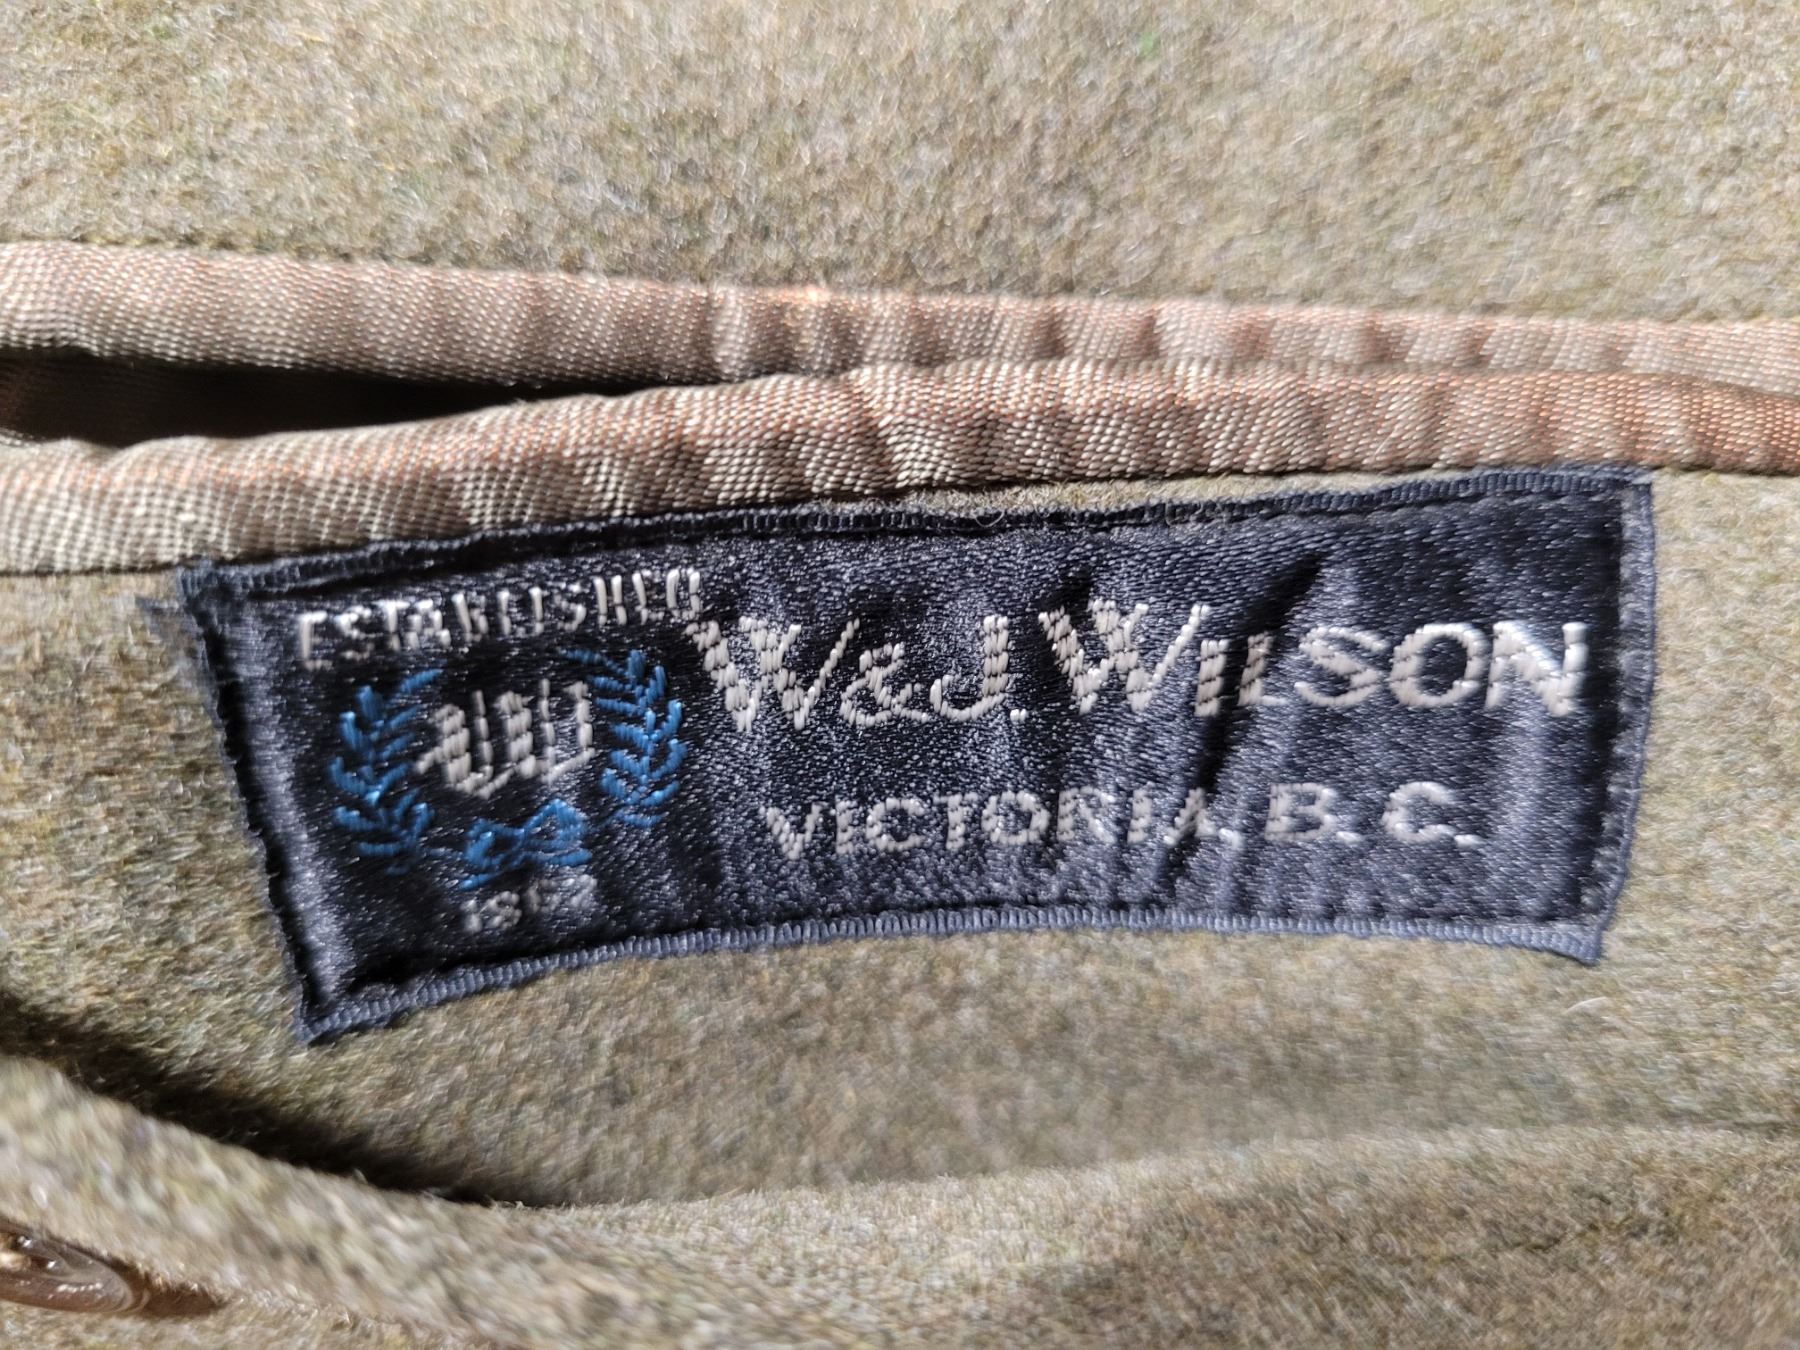 ESTABLISHED
W & J. WILSON
VICTORIA, B.C.